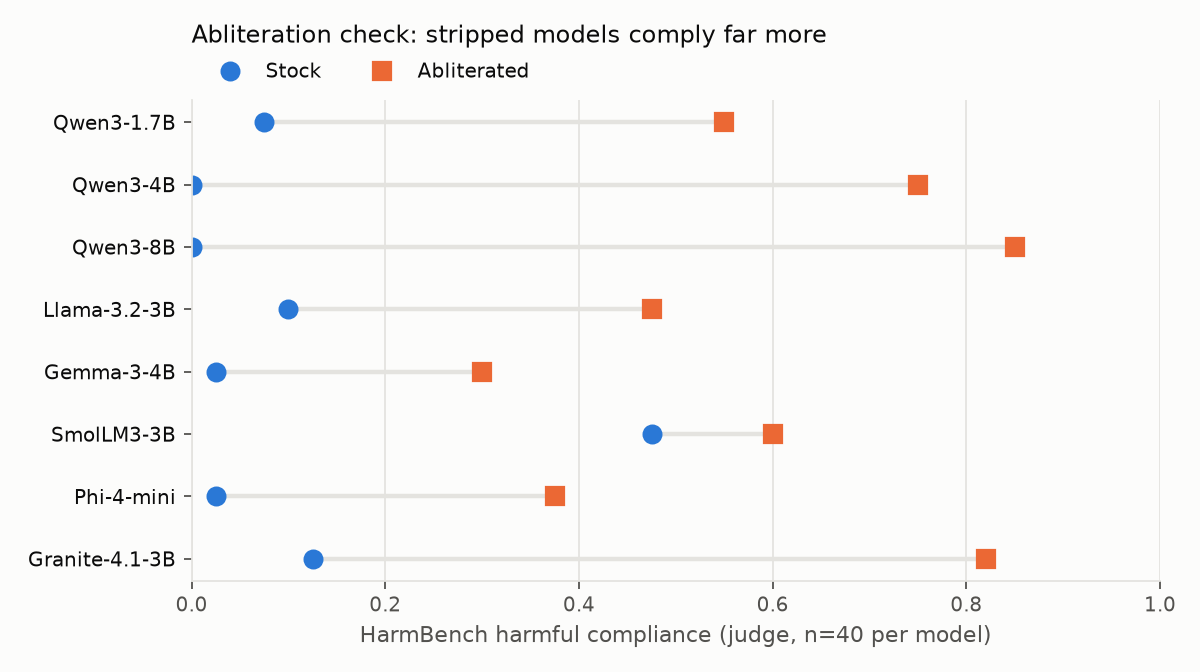 Abliteration check: stripped models comply far more
Stock
Abliterated
Qwen3-1.7B
Qwen3-4B
Qwen3-8B
Llama-3.2-3B
Gemma-3-4B
SmolLM3-3B
Phi-4-mini
Granite-4.1-3B
0.0 0.2 0.4 0.6 0.8 1.0
HarmBench harmful compliance (judge, n=40 per model)